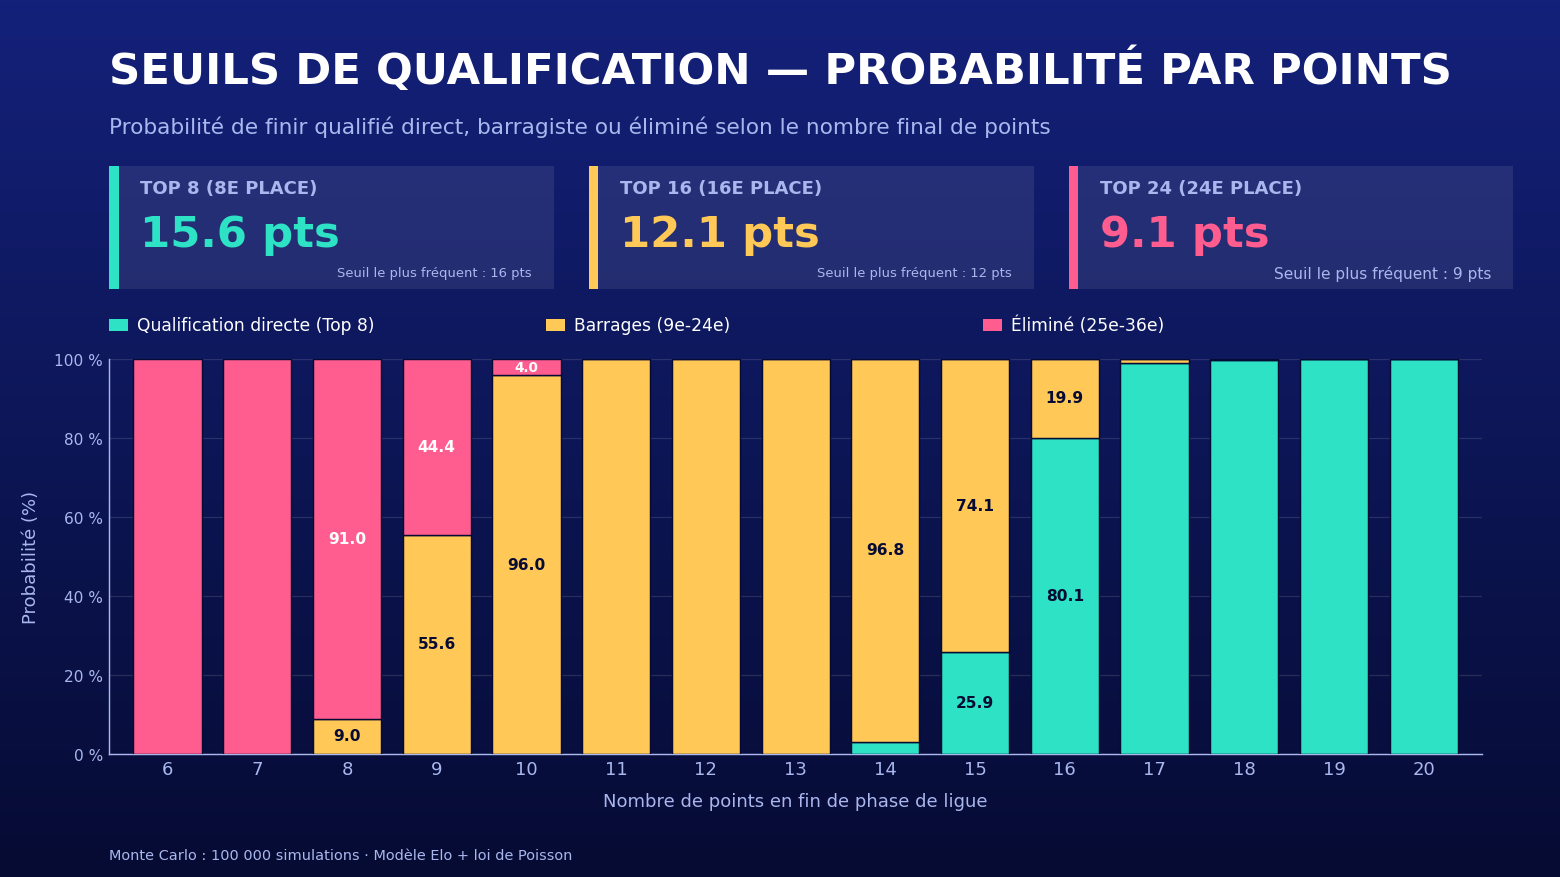 SEUILS DE QUALIFICATION — PROBABILITÉ PAR POINTS
Probabilité de finir qualifié direct, barragiste ou éliminé selon le nombre final de points
TOP 8 (8E PLACE)
15.6 pts
Seuil le plus fréquent : 16 pts
TOP 16 (16E PLACE)
12.1 pts
Seuil le plus fréquent : 12 pts
TOP 24 (24E PLACE)
9.1 pts
Seuil le plus fréquent : 9 pts
Qualification directe (Top 8)
Barrages (9e-24e)
Éliminé (25e-36e)
Probabilité (%)
100 %
80 %
60 %
40 %
20 %
0 %
91.0
9.0
44.4
55.6
4.0
96.0
96.8
74.1
25.9
19.9
80.1
6 7 8 9 10 11 12 13 14 15 16 17 18 19 20
Nombre de points en fin de phase de ligue
Monte Carlo : 100 000 simulations · Modèle Elo + loi de Poisson